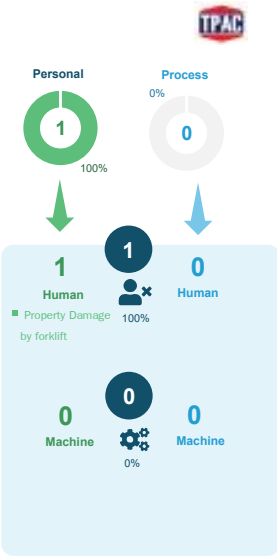 TPAC
Personal
Process
0%
1
0
100%
1
1
0
Human
Human
100%
Property Damage
by forklift
0
0
0
Machine
Machine
0%